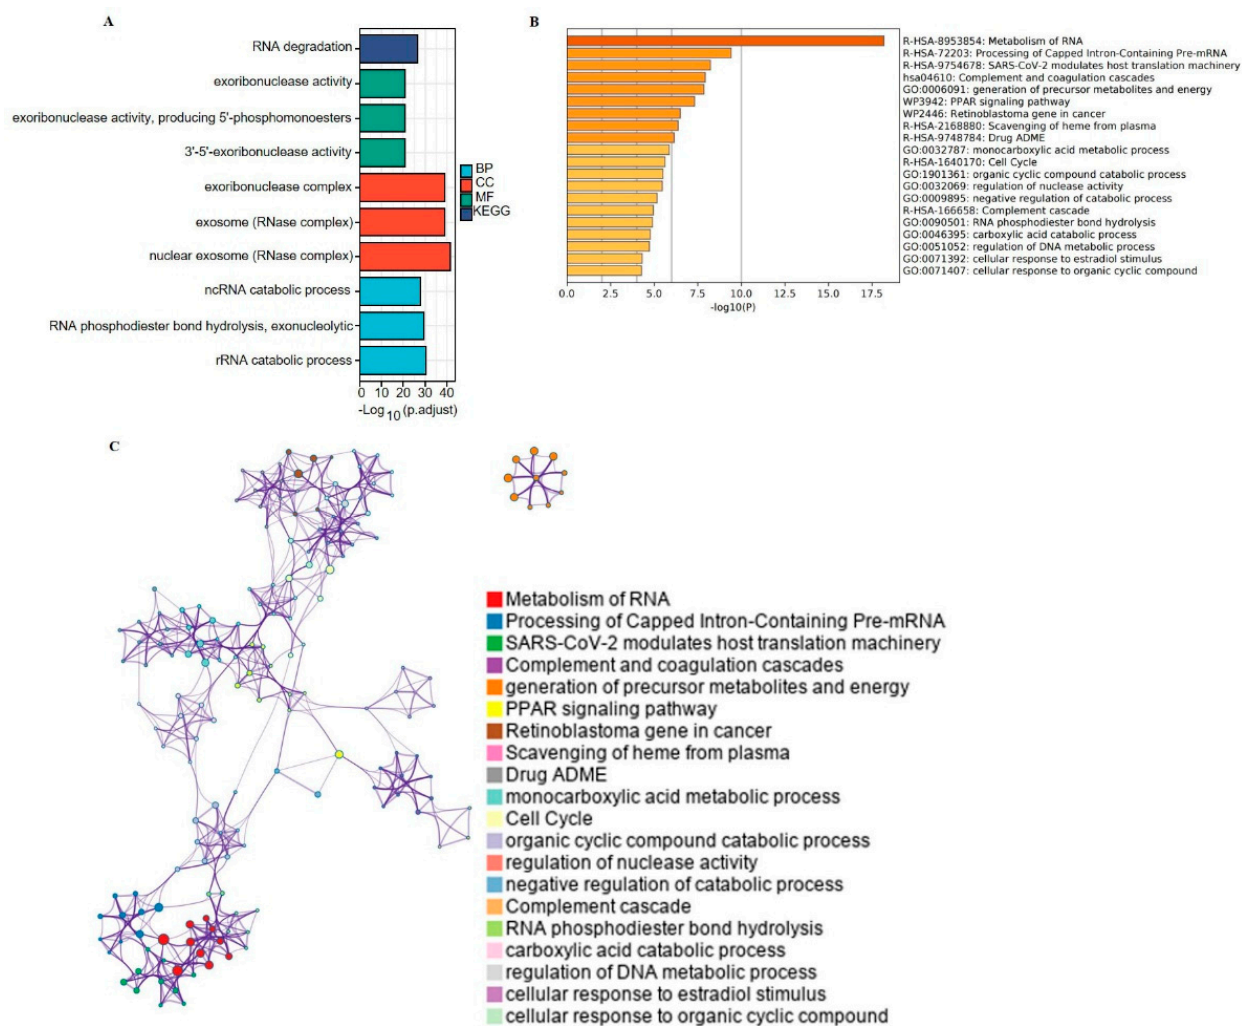 A
RNA degradation
exoribonuclease activity
exoribonuclease activity, producing 5'-phosphomonoesters
3'-5'-exoribonuclease activity
exoribonuclease complex
exosome (RNase complex)
nuclear exosome (RNase complex)
ncRNA catabolic process
RNA phosphodiester bond hydrolysis, exonucleolytic
rRNA catabolic process
0 10 20 30 40
-Log10(p.adjust)
BP
CC
MF
KEGG
B
R-HSA-8953854: Metabolism of RNA
R-HSA-72203: Processing of Capped Intron-Containing Pre-mRNA
R-HSA-9754678: SARS-CoV-2 modulates host translation machinery
hsa04610: Complement and coagulation cascades
GO:0006091: generation of precursor metabolites and energy
WP3942: PPAR signaling pathway
WP2446: Retinoblastoma gene in cancer
R-HSA-2168880: Scavenging of heme from plasma
R-HSA-9748784: Drug ADME
GO:0032787: monocarboxylic acid metabolic process
R-HSA-1640170: Cell Cycle
GO:1901361: organic cyclic compound catabolic process
GO:0032069: regulation of nuclease activity
GO:0009895: negative regulation of catabolic process
R-HSA-166658: Complement cascade
GO:0090501: RNA phosphodiester bond hydrolysis
GO:0046395: carboxylic acid catabolic process
GO:0051052: regulation of DNA metabolic process
GO:0071392: cellular response to estradiol stimulus
GO:0071407: cellular response to organic cyclic compound
0.0 2.5 5.0 7.5 10.0 12.5 15.0 17.5
-log10(P)
C
Metabolism of RNA
Processing of Capped Intron-Containing Pre-mRNA
SARS-CoV-2 modulates host translation machinery
Complement and coagulation cascades
generation of precursor metabolites and energy
PPAR signaling pathway
Retinoblastoma gene in cancer
Scavenging of heme from plasma
Drug ADME
monocarboxylic acid metabolic process
Cell Cycle
organic cyclic compound catabolic process
regulation of nuclease activity
negative regulation of catabolic process
Complement cascade
RNA phosphodiester bond hydrolysis
carboxylic acid catabolic process
regulation of DNA metabolic process
cellular response to estradiol stimulus
cellular response to organic cyclic compound